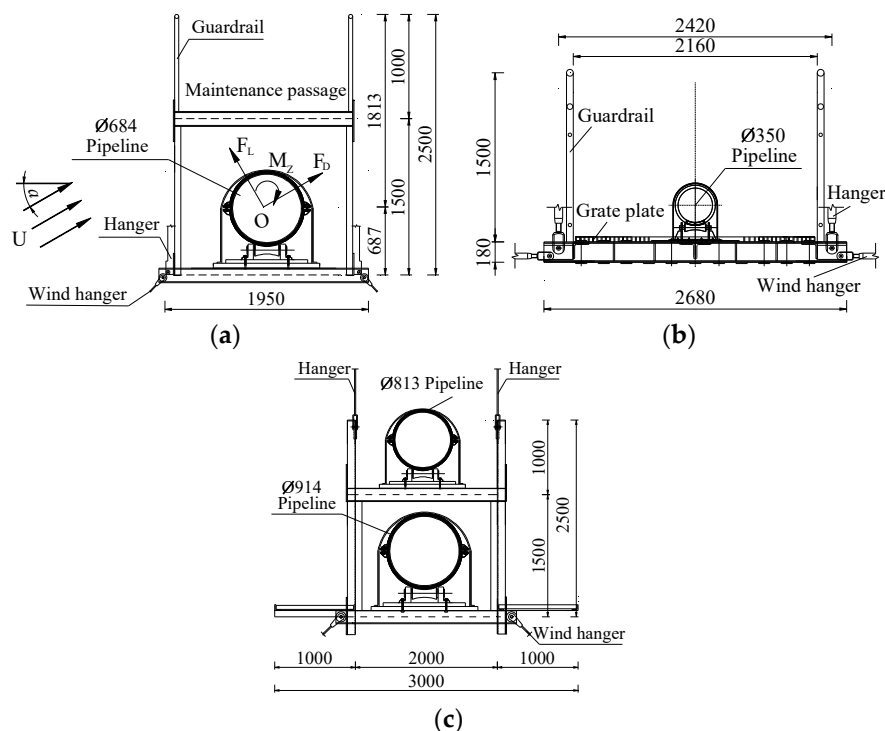 Guardrail
Maintenance passage
Ø684
Pipeline
F_L
M_Z
F_D
O
α
U
Hanger
Wind hanger
1000
1813
1500
2500
687
1950
(a)
2420
2160
Guardrail
Ø350
Pipeline
Grate plate
Hanger
Wind hanger
1500
180
2680
(b)
Hanger
Ø813 Pipeline
Hanger
Ø914
Pipeline
1000
1500
2500
Wind hanger
1000
2000
1000
3000
(c)